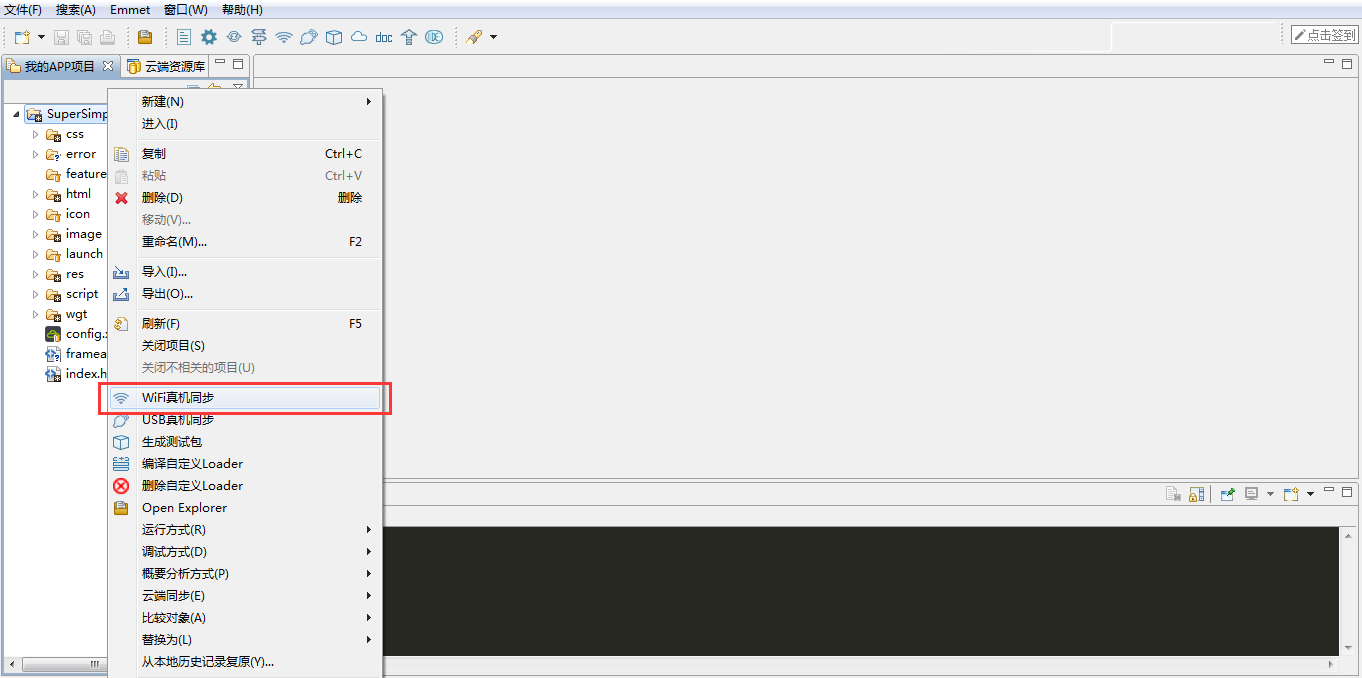 文件(F) 搜索(A) Emmet 窗口(W) 帮助(H)
doc
点击签到
我的APP项目 云端资源库
SuperSimp
css
error
feature
html
icon
image
launch
res
script
wgt
config.x
framea
index.h
新建(N)
进入(I)
复制 Ctrl+C
粘贴 Ctrl+V
删除(D) 删除
移动(V)...
重命名(M)... F2
导入(I)...
导出(O)...
刷新(F) F5
关闭项目(S)
关闭不相关的项目(U)
WiFi真机同步
USB真机同步
生成测试包
编译自定义Loader
删除自定义Loader
Open Explorer
运行方式(R)
调试方式(D)
概要分析方式(P)
云端同步(E)
比较对象(A)
替换为(L)
从本地历史记录复原(Y)...